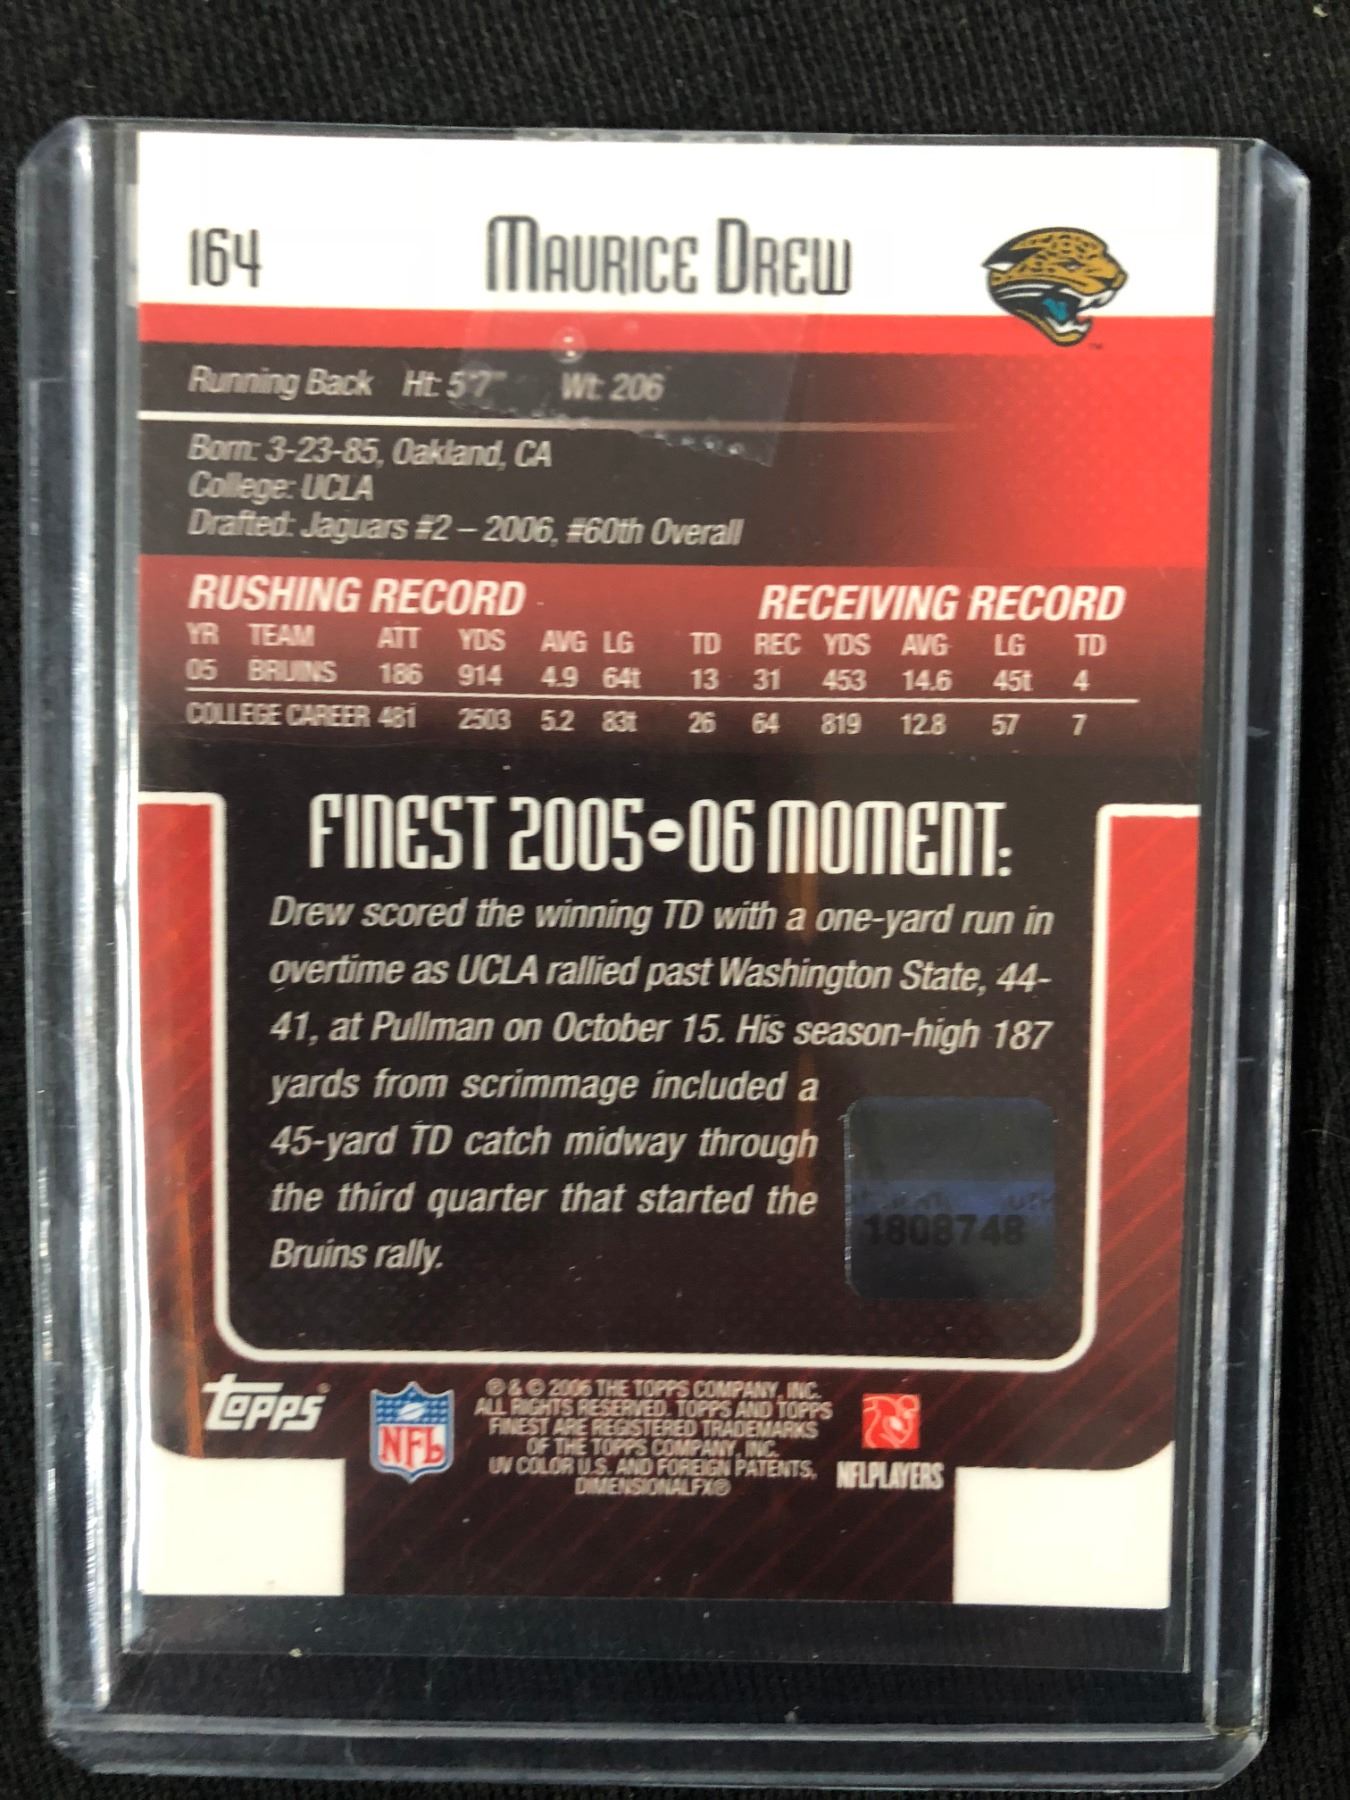 164 MAURICE DREW
Running Back Ht: 5'7" Wt: 206
Born: 3-23-85, Oakland, CA
College: UCLA
Drafted: Jaguars #2 – 2006, #60th Overall
RUSHING RECORD RECEIVING RECORD
YR TEAM ATT YDS AVG LG TD REC YDS AVG LG TD
05 BRUINS 186 914 4.9 64t 13 31 453 14.6 45t 4
COLLEGE CAREER 481 2503 5.2 83t 26 64 819 12.8 57 7
FINEST 2005-06 MOMENT:
Drew scored the winning TD with a one-yard run in
overtime as UCLA rallied past Washington State, 44-
41, at Pullman on October 15. His season-high 187
yards from scrimmage included a
45-yard TD catch midway through
the third quarter that started the
Bruins rally.
1808748
Topps®
NFL
® & © 2006 THE TOPPS COMPANY, INC.
ALL RIGHTS RESERVED. TOPPS AND TOPPS
FINEST ARE REGISTERED TRADEMARKS
OF THE TOPPS COMPANY, INC.
UV COLOR U.S. AND FOREIGN PATENTS,
DIMENSIONALFX®
NFLPLAYERS